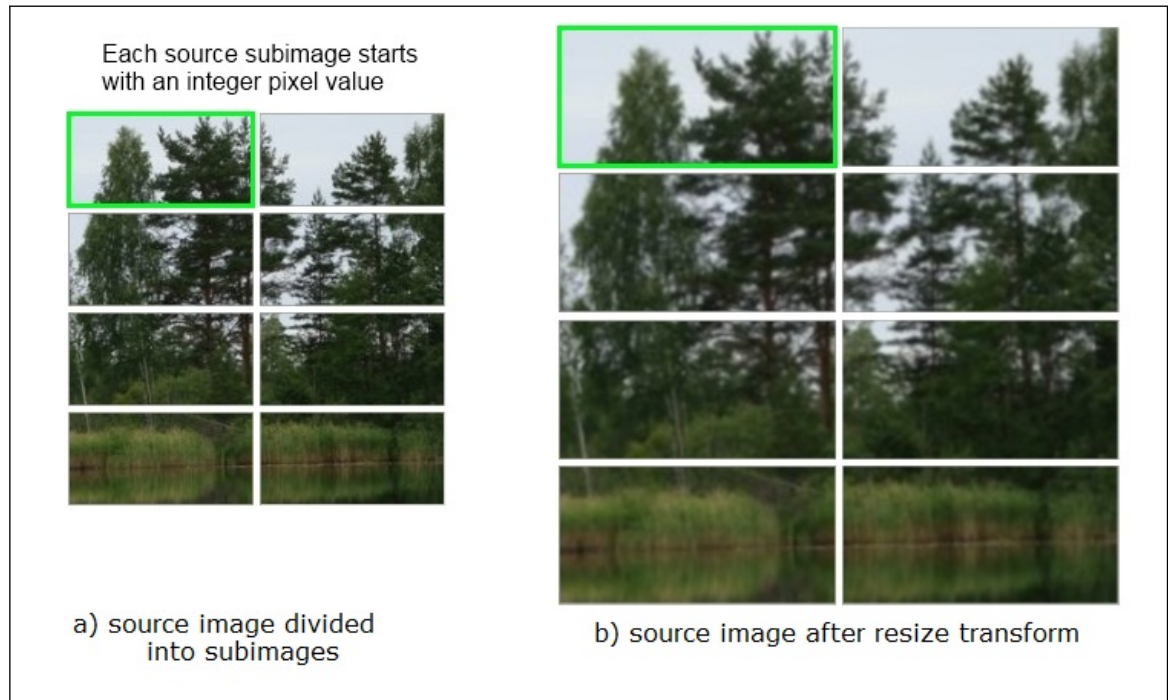 Each source subimage starts
with an integer pixel value
a) source image divided
into subimages
b) source image after resize transform